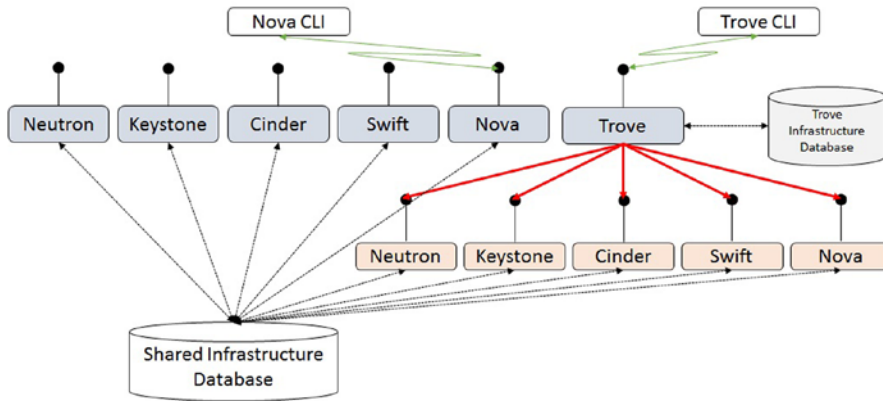 Nova CLI
Trove CLI
Neutron
Keystone
Cinder
Swift
Nova
Trove
Trove
Infrastructure
Database
Neutron
Keystone
Cinder
Swift
Nova
Shared Infrastructure
Database